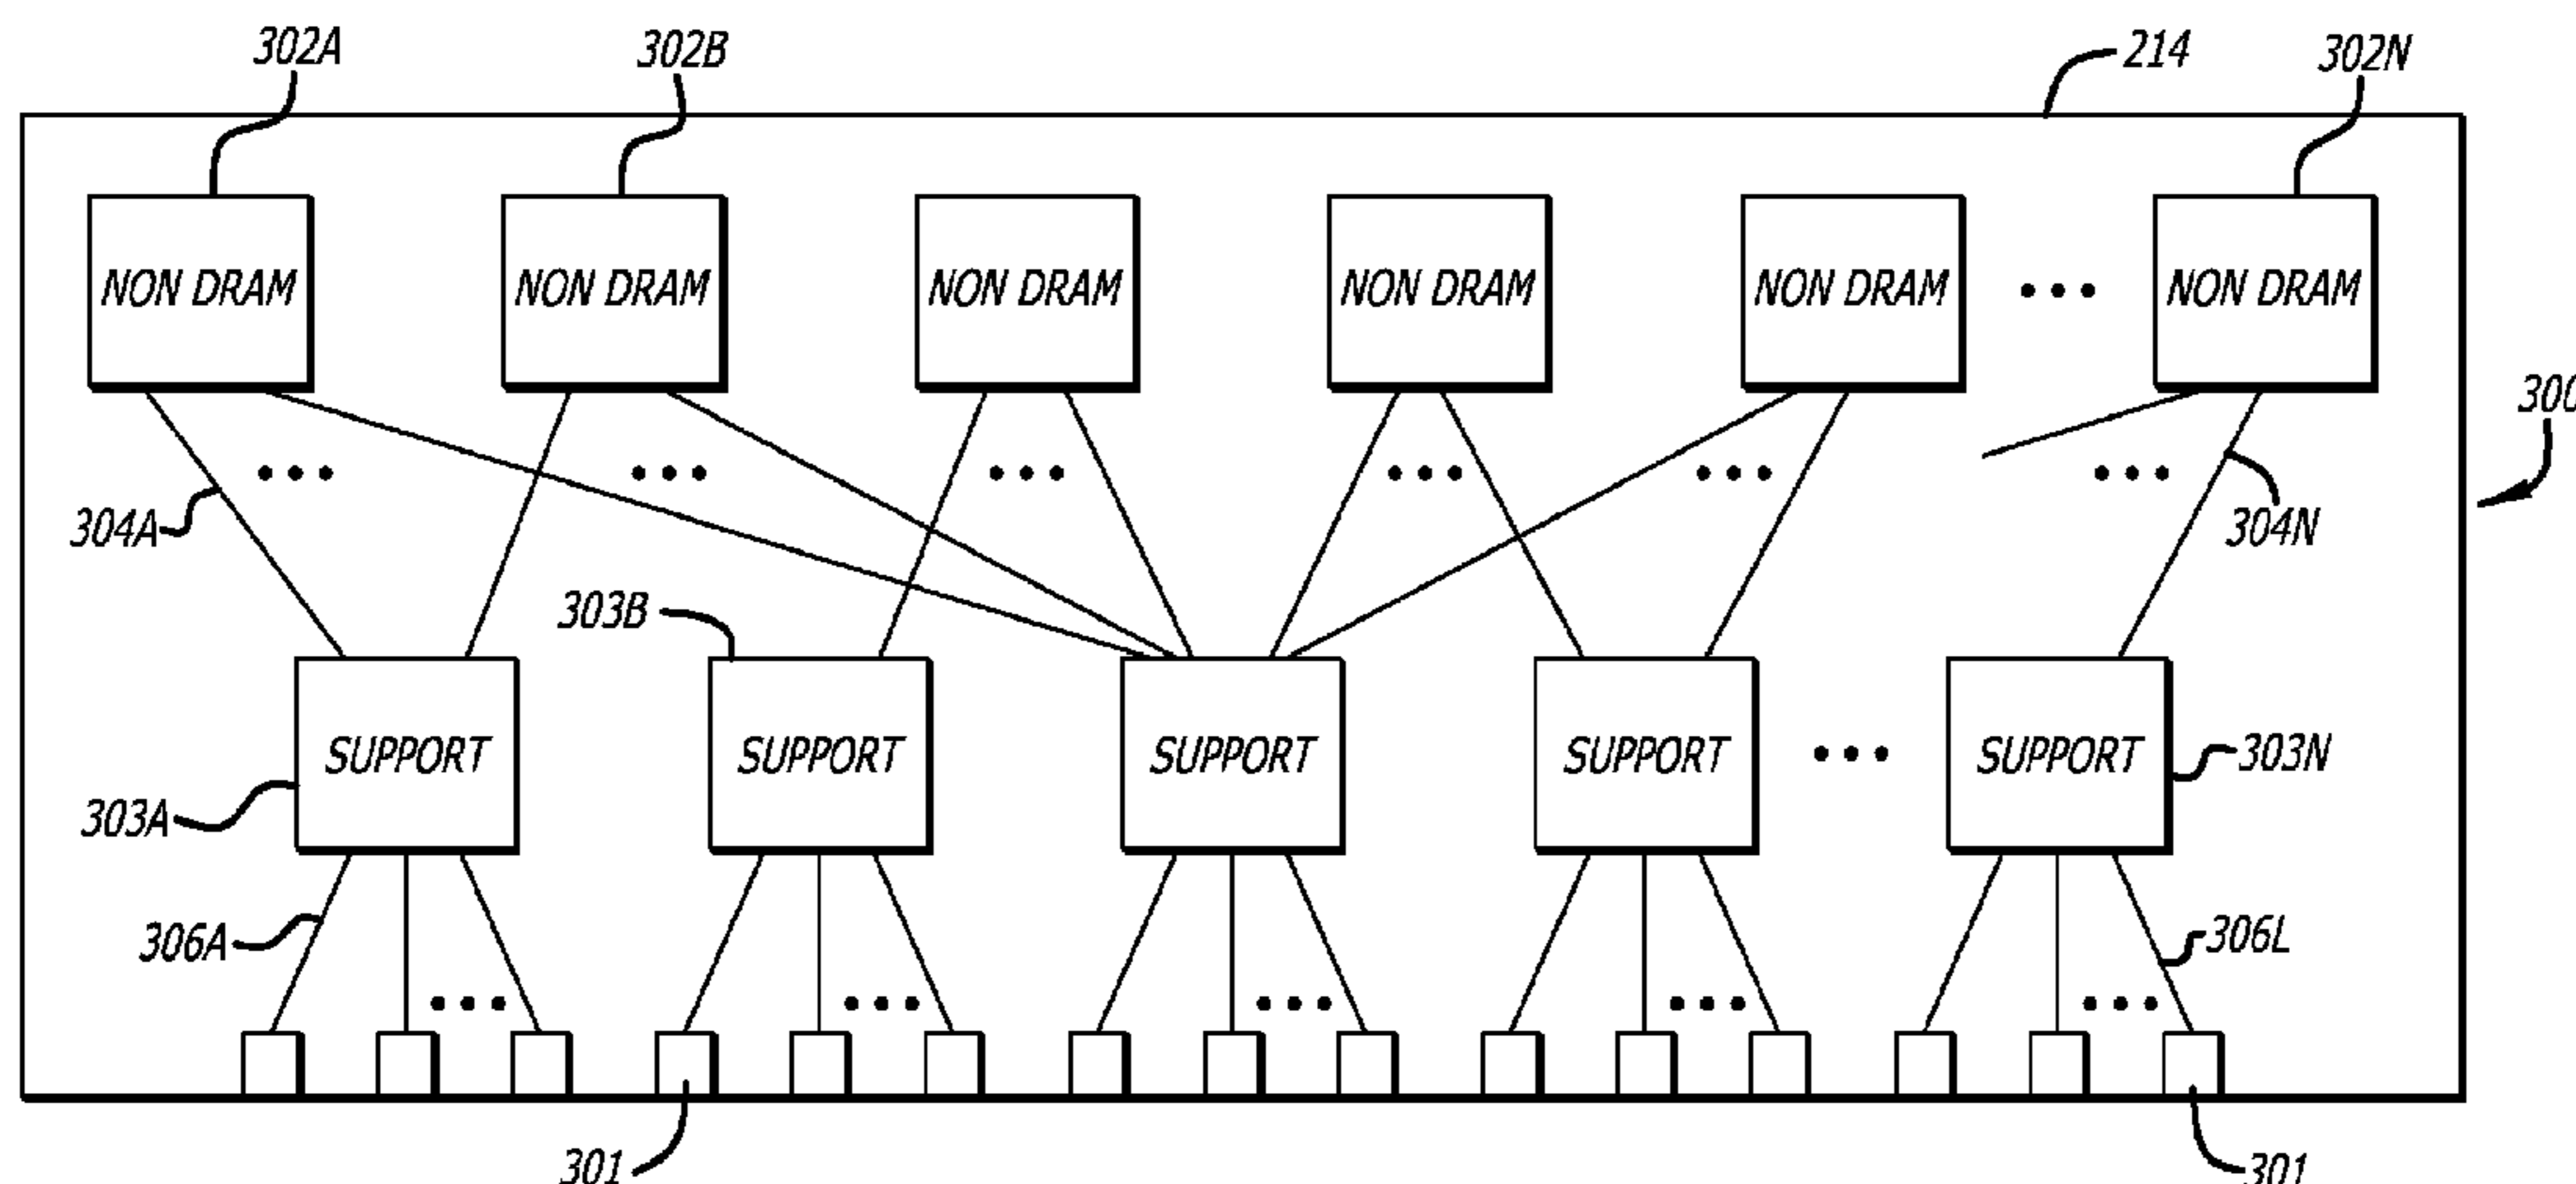 302A 302B 214 302N
NON DRAM NON DRAM NON DRAM NON DRAM NON DRAM ••• NON DRAM
300
••• ••• ••• ••• ••• •••
304A 304N
303B
SUPPORT SUPPORT SUPPORT SUPPORT ••• SUPPORT 303N
303A
306A 306L
••• ••• ••• ••• •••
301 301